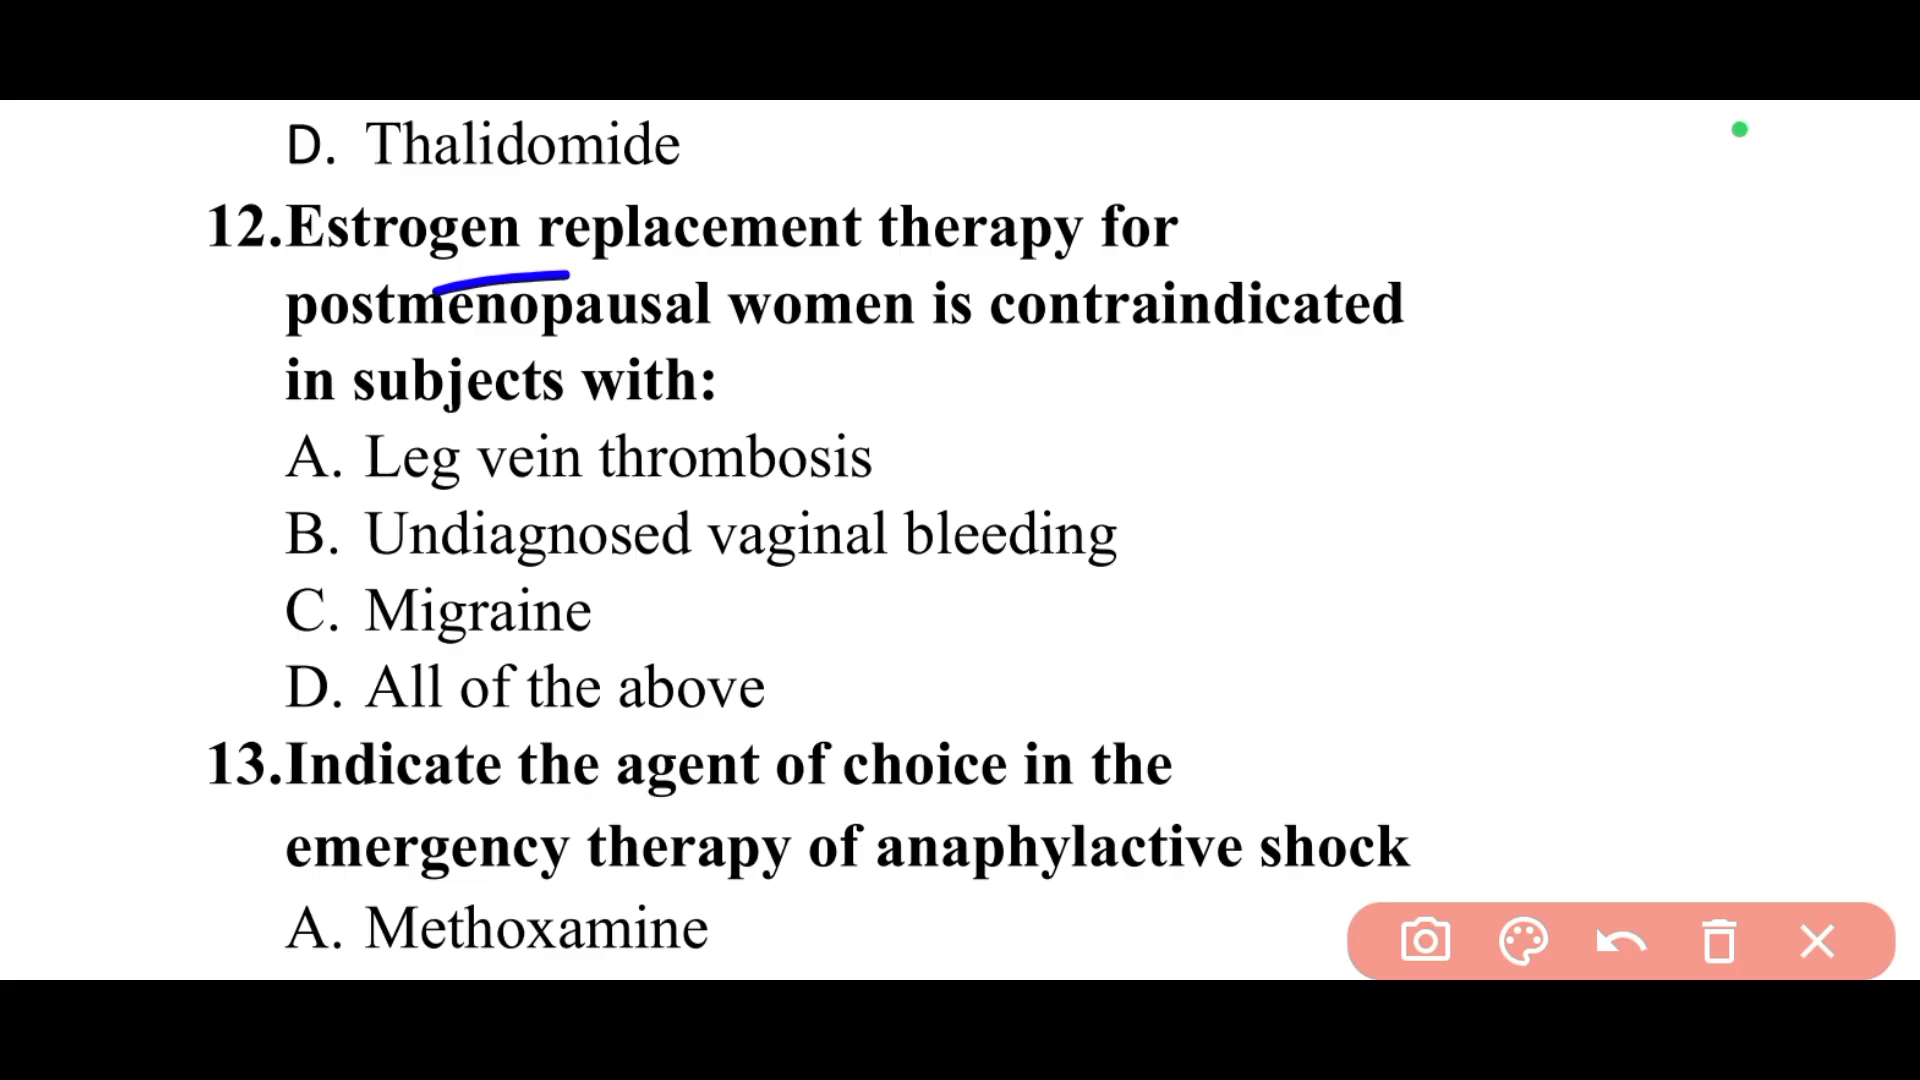 D. Thalidomide
12.Estrogen replacement therapy for
postmenopausal women is contraindicated
in subjects with:
A. Leg vein thrombosis
B. Undiagnosed vaginal bleeding
C. Migraine
D. All of the above
13.Indicate the agent of choice in the
emergency therapy of anaphylactive shock
A. Methoxamine